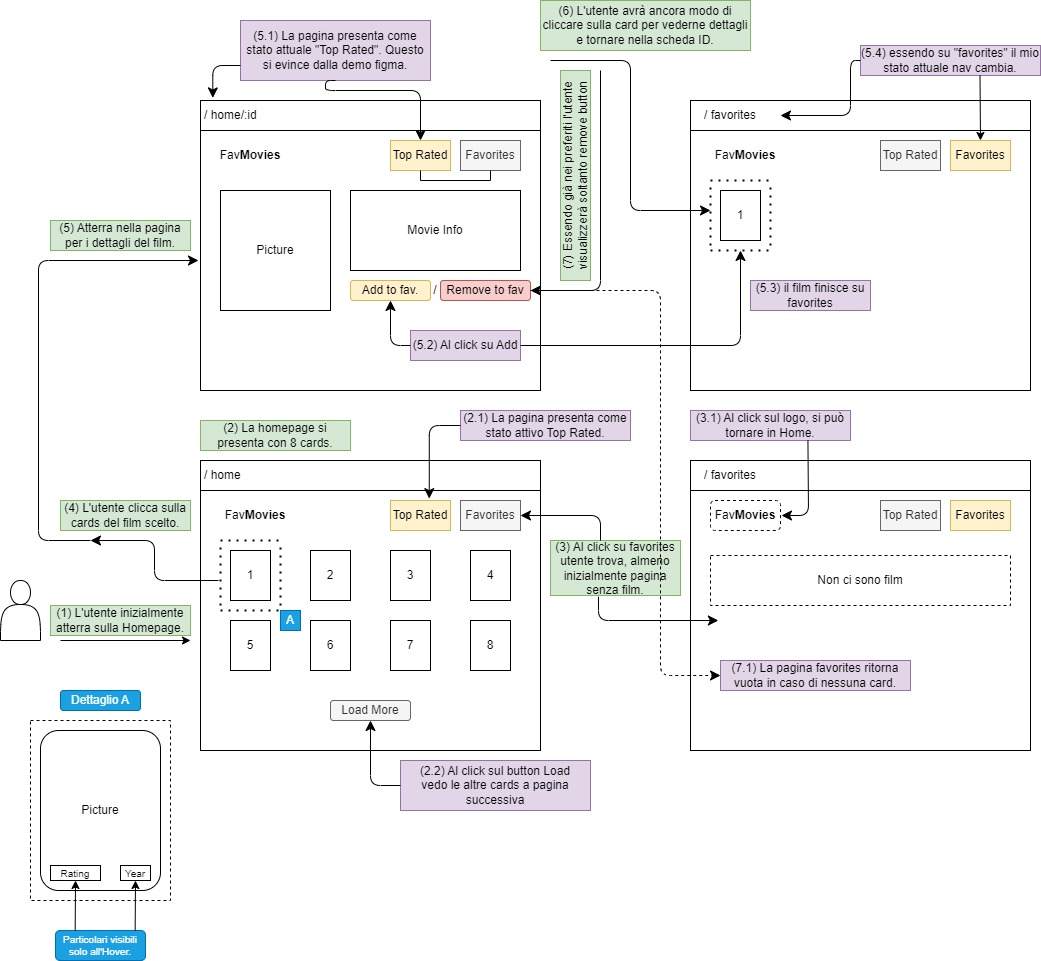 (5.1) La pagina presenta come
stato attuale "Top Rated". Questo
si evince dalla demo figma.
(6) L'utente avrà ancora modo di
cliccare sulla card per vederne dettagli
e tornare nella scheda ID.
(5.4) essendo su "favorites" il mio
stato attuale nav cambia.
/ home/:id
FavMovies
Top Rated
Favorites
Picture
Movie Info
Add to fav.
/
Remove to fav
(7) Essendo già nei preferiti l'utente
visualizzerà soltanto remove button
/ favorites
FavMovies
Top Rated
Favorites
1
(5) Atterra nella pagina
per i dettagli del film.
(5.3) il film finisce su
favorites
(5.2) Al click su Add
(2) La homepage si
presenta con 8 cards.
(2.1) La pagina presenta come
stato attivo Top Rated.
(3.1) Al click sul logo, si può
tornare in Home.
/ home
FavMovies
Top Rated
Favorites
1
2
3
4
A
5
6
7
8
Load More
/ favorites
FavMovies
Top Rated
Favorites
Non ci sono film
(4) L'utente clicca sulla
cards del film scelto.
(3) Al click su favorites
utente trova, almeno
inizialmente pagina
senza film.
(1) L'utente inizialmente
atterra sulla Homepage.
(7.1) La pagina favorites ritorna
vuota in caso di nessuna card.
(2.2) Al click sul button Load
vedo le altre cards a pagina
successiva
Dettaglio A
Picture
Rating
Year
Particolari visibili
solo all'Hover.